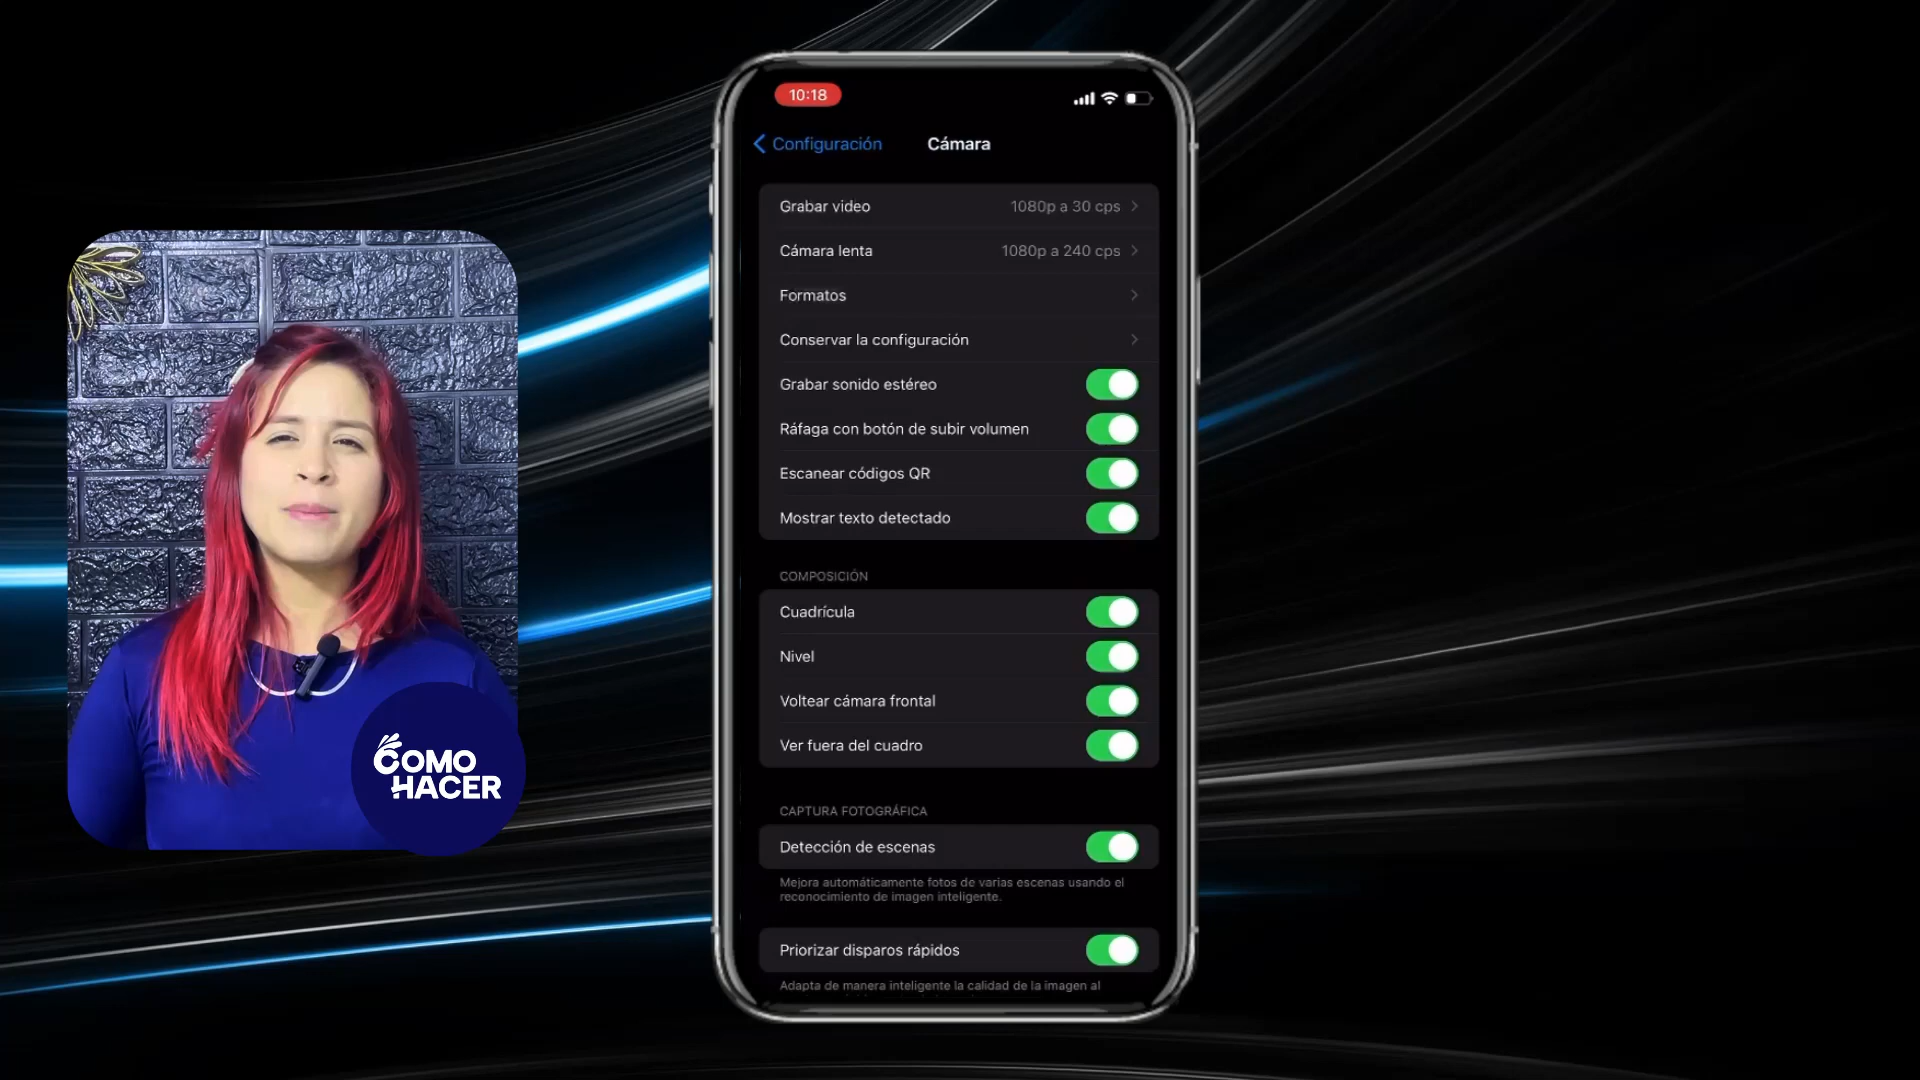 10:18
Configuración
Cámara
Grabar video 1080p a 30 cps
Cámara lenta 1080p a 240 cps
Formatos
Conservar la configuración
Grabar sonido estéreo
Ráfaga con botón de subir volumen
Escanear códigos QR
Mostrar texto detectado
COMPOSICIÓN
Cuadrícula
Nivel
Voltear cámara frontal
Ver fuera del cuadro
CAPTURA FOTOGRÁFICA
Detección de escenas
Mejora automáticamente fotos de varias escenas usando el
reconocimiento de imagen inteligente.
Priorizar disparos rápidos
Adapta de manera inteligente la calidad de la imagen al
COMO
HACER